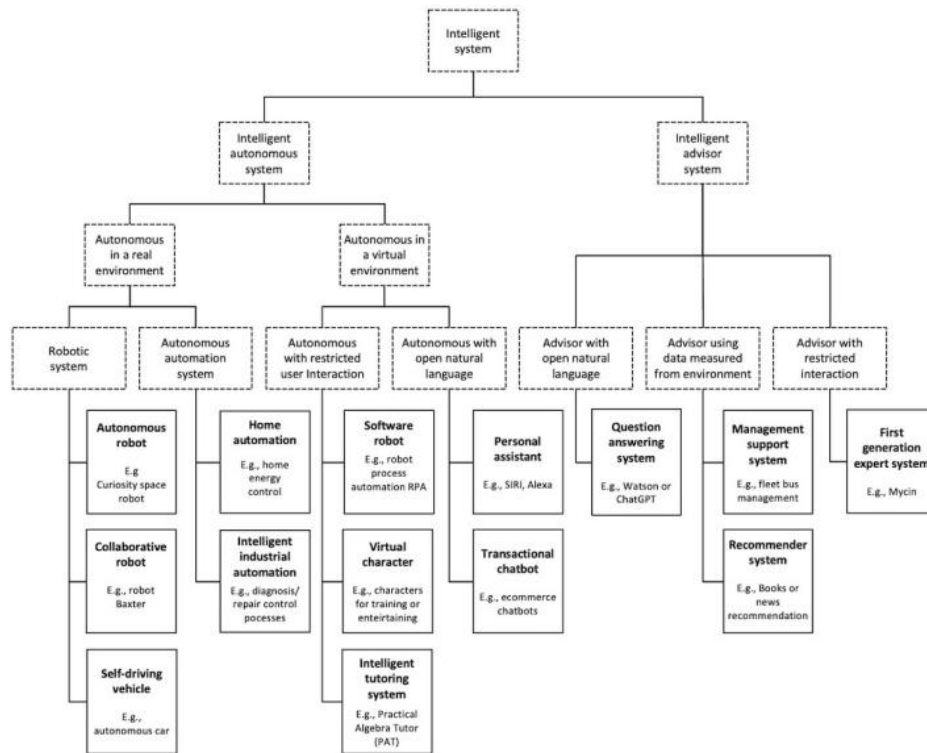 Intelligent
system
Intelligent
autonomous
system
Intelligent
advisor
system
Autonomous
in a real
environment
Autonomous in
a virtual
environment
Robotic
system
Autonomous
automation
system
Autonomous
with restricted
user Interaction
Autonomous with
open natural
language
Advisor with
open natural
language
Advisor using
data measured
from environment
Advisor with
restricted
interaction
Autonomous
robot
E.g
Curiosity space
robot
Home automation
E.g., home
energy
control
Software
robot
E.g., robot
process
automation RPA
Personal
assistant
E.g., SIRI, Alexa
Question
answering
system
E.g., Watson or
ChatGPT
Management
support
system
E.g., fleet bus
management
First
generation
expert system
E.g., Mycin
Collaborative
robot
E.g., robot
Baxter
Intelligent
industrial
automation
E.g., diagnosis/
repair control
pocesses
Virtual
character
E.g., characters
for training or
enteirtaining
Transactional
chatbot
E.g., ecommerce
chatbots
Recommender
system
E.g., Books or
news
recommendation
Self-driving
vehicle
E.g.,
autonomous car
Intelligent
tutoring
system
E.g., Practical
Algebra Tutor
(PAT)